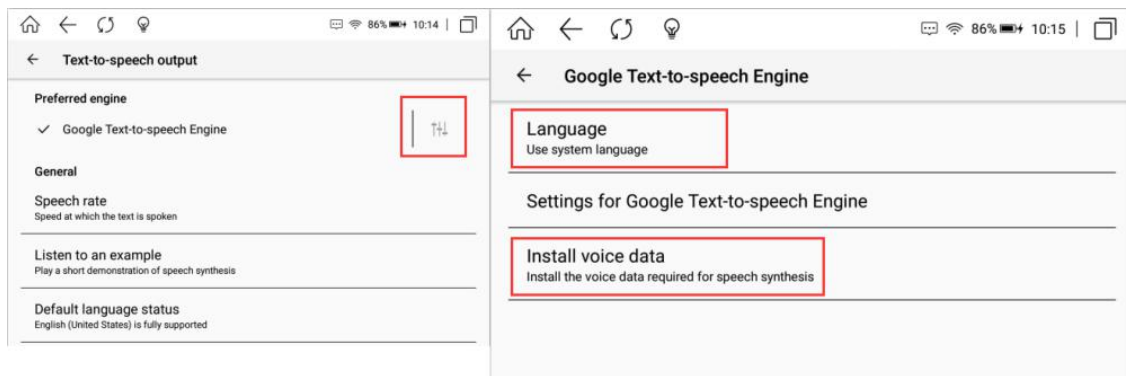 86% 10:14
Text-to-speech output
Preferred engine
Google Text-to-speech Engine
General
Speech rate
Speed at which the text is spoken
Listen to an example
Play a short demonstration of speech synthesis
Default language status
English (United States) is fully supported
86% 10:15
Google Text-to-speech Engine
Language
Use system language
Settings for Google Text-to-speech Engine
Install voice data
Install the voice data required for speech synthesis